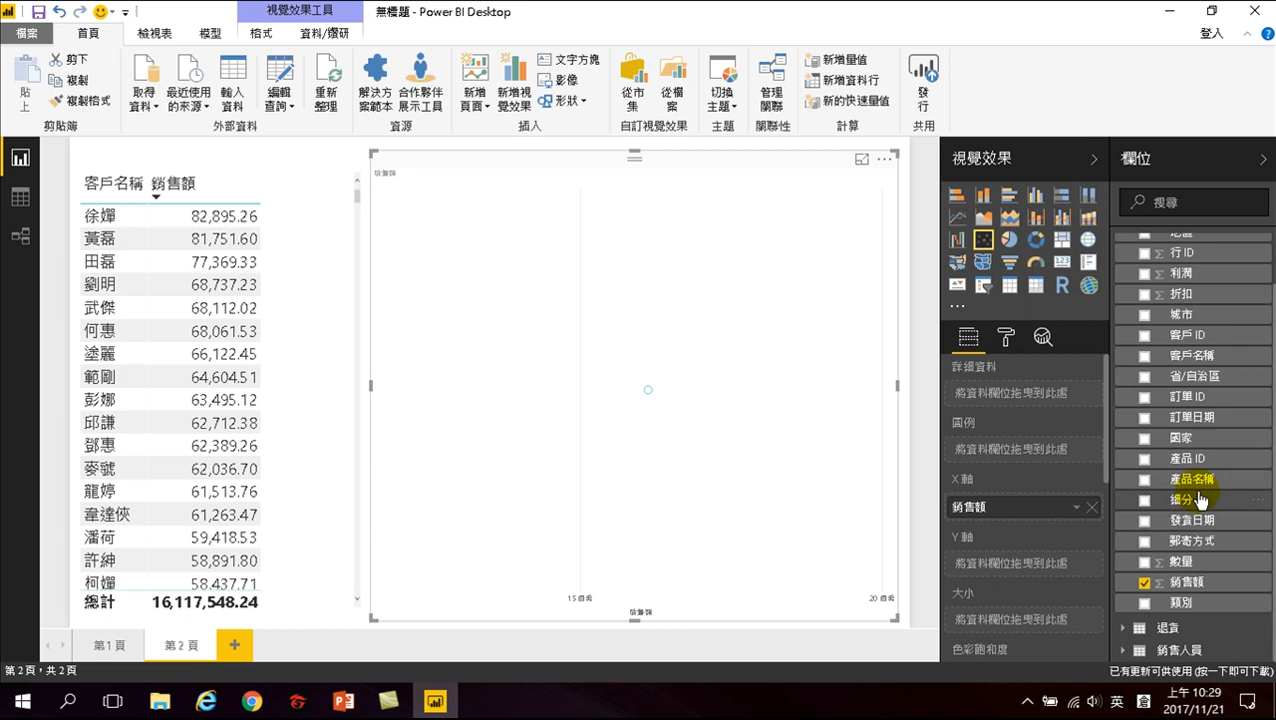 視覺效果工具
無標題 - Power BI Desktop
檔案
首頁
檢視表
模型
格式
資料/鑽研
登入
貼上
剪下
複製
複製格式
剪貼簿
取得資料
最近使用的來源
輸入資料
編輯查詢
重新整理
外部資料
解決方案範本
合作夥伴展示工具
資源
新增頁面
新增視覺效果
文字方塊
影像
形狀
插入
從市集
從檔案
自訂視覺效果
切換主題
主題
管理關聯
關聯性
新增量值
新增資料行
新的快速量值
計算
發行
共用
客戶名稱 銷售額
徐嬋 82,895.26
黃磊 81,751.60
田磊 77,369.33
劉明 68,737.23
武傑 68,112.02
何惠 68,061.53
塗麗 66,122.45
範剛 64,604.51
彭娜 63,495.12
邱謙 62,712.38
鄧惠 62,389.26
麥號 62,036.70
龍婷 61,513.76
韋達俠 61,263.47
潘荷 59,418.53
許紳 58,891.80
柯嬋 58,437.71
總計 16,117,548.24
銷售額
15 百萬
20 百萬
銷售額
視覺效果
R
123
詳細資料
將資料欄位拖曳到此處
圖例
將資料欄位拖曳到此處
X 軸
銷售額
Y 軸
將資料欄位拖曳到此處
大小
將資料欄位拖曳到此處
色彩飽和度
欄位
搜尋
地區
行 ID
利潤
折扣
城市
客戶 ID
客戶名稱
省/自治區
訂單 ID
訂單日期
國家
產品 ID
產品名稱
細分
發貨日期
郵寄方式
數量
銷售額
類別
退貨
銷售人員
第 1 頁
第 2 頁
第 2 頁，共 2 頁
已有更新可供使用 (按一下即可下載)
英
倉
上午 10:29
2017/11/21